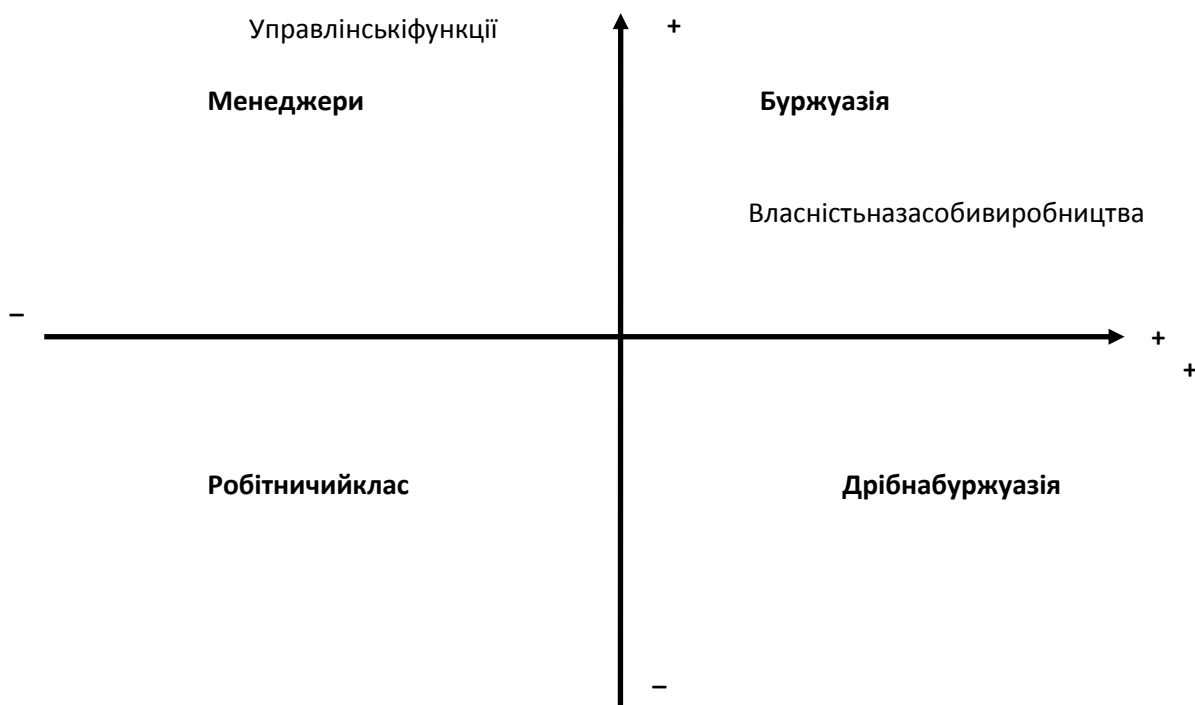 Управлінськіфункції +
Менеджери Буржуазія
Власністьназасобивиробництва
–
+
+
Робітничийклас Дрібнабуржуазія
–